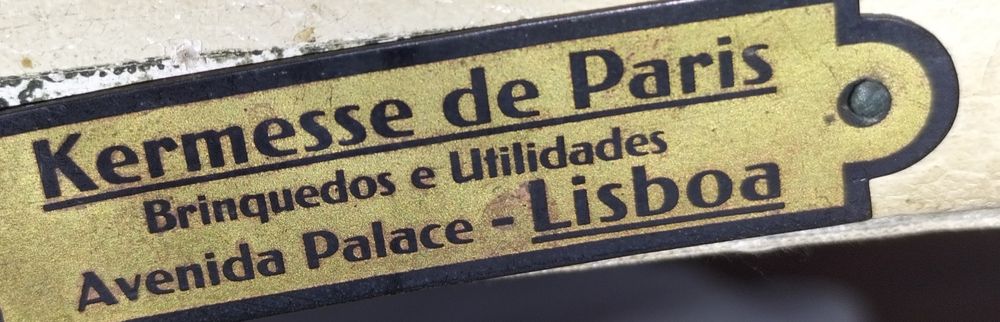 Kermesse de Paris
Brinquedos e Utilidades
Avenida Palace - Lisboa